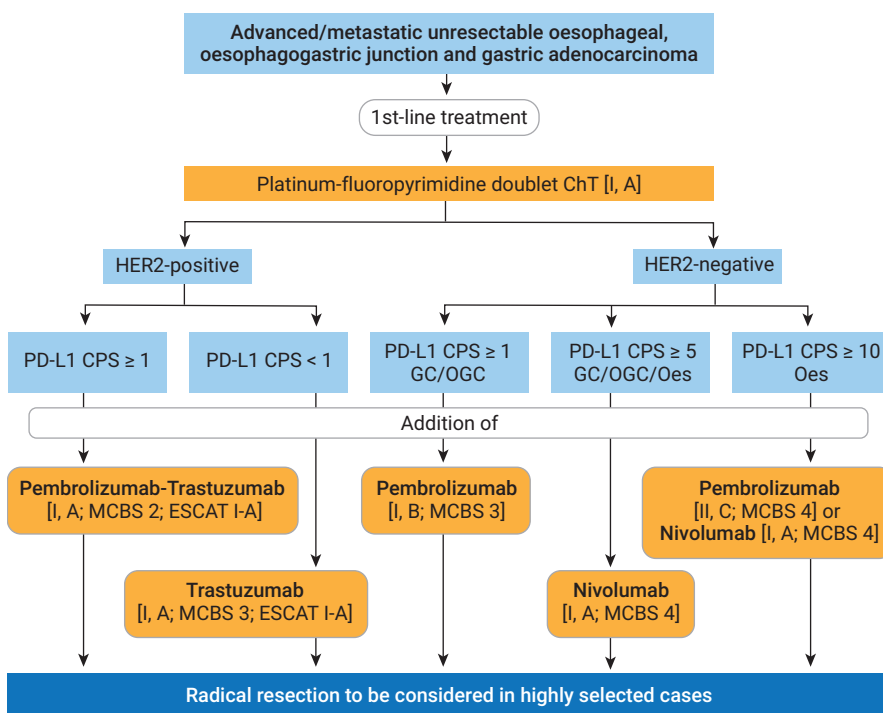 Advanced/metastatic unresectable oesophageal,
oesophagogastric junction and gastric adenocarcinoma
1st-line treatment
Platinum-fluoropyrimidine doublet ChT [I, A]
HER2-positive
HER2-negative
PD-L1 CPS ≥ 1
PD-L1 CPS < 1
PD-L1 CPS ≥ 1
GC/OGC
PD-L1 CPS ≥ 5
GC/OGC/Oes
PD-L1 CPS ≥ 10
Oes
Addition of
Pembrolizumab-Trastuzumab
[I, A; MCBS 2; ESCAT I-A]
Pembrolizumab
[I, B; MCBS 3]
Pembrolizumab
[II, C; MCBS 4] or
Nivolumab [I, A; MCBS 4]
Trastuzumab
[I, A; MCBS 3; ESCAT I-A]
Nivolumab
[I, A; MCBS 4]
Radical resection to be considered in highly selected cases